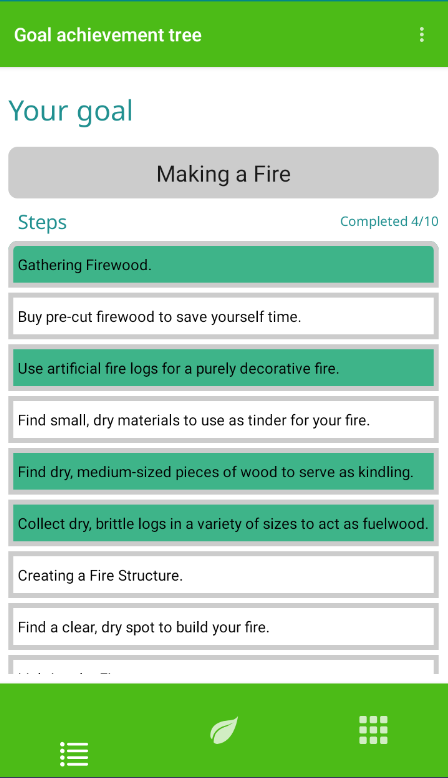 Goal achievement tree
Your goal
Making a Fire
Steps
Completed 4/10
Gathering Firewood.
Buy pre-cut firewood to save yourself time.
Use artificial fire logs for a purely decorative fire.
Find small, dry materials to use as tinder for your fire.
Find dry, medium-sized pieces of wood to serve as kindling.
Collect dry, brittle logs in a variety of sizes to act as fuelwood.
Creating a Fire Structure.
Find a clear, dry spot to build your fire.